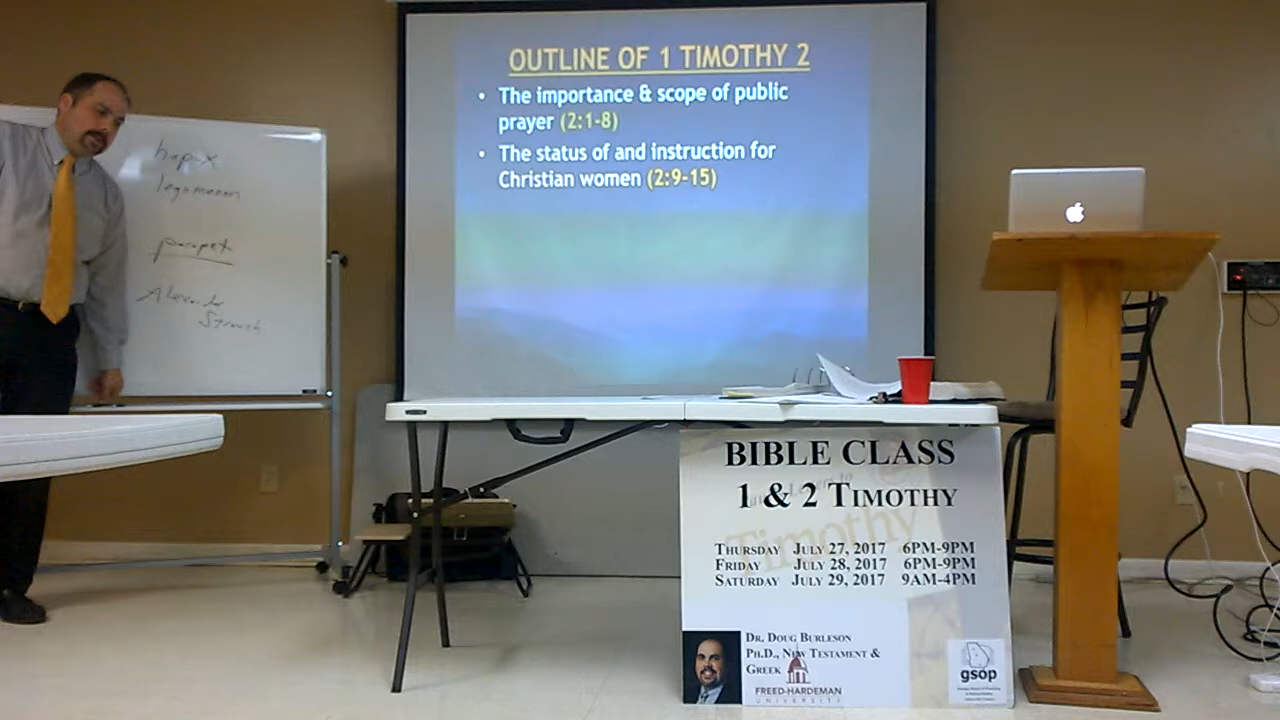 hapax
legomenon
parapet
Alexander
Strauch
OUTLINE OF 1 TIMOTHY 2
• The importance & scope of public
prayer (2:1-8)
• The status of and instruction for
Christian women (2:9-15)
BIBLE CLASS
1 & 2 TIMOTHY
Timothy
THURSDAY JULY 27, 2017 6PM-9PM
FRIDAY JULY 28, 2017 6PM-9PM
SATURDAY JULY 29, 2017 9AM-4PM
DR. DOUG BURLESON
PH.D., NEW TESTAMENT &
GREEK
FREED-HARDEMAN
UNIVERSITY
gsop